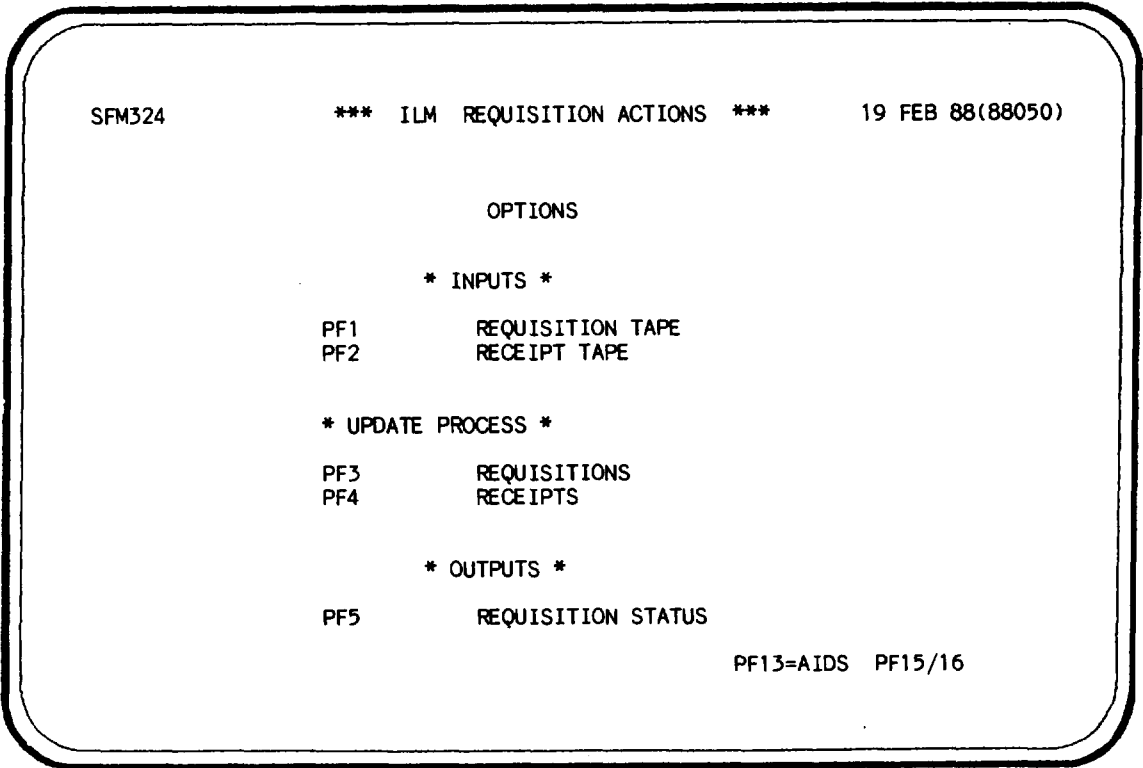 SFM324 *** ILM REQUISITION ACTIONS *** 19 FEB 88(88050)
OPTIONS
* INPUTS *
PF1 REQUISITION TAPE
PF2 RECEIPT TAPE
* UPDATE PROCESS *
PF3 REQUISITIONS
PF4 RECEIPTS
* OUTPUTS *
PF5 REQUISITION STATUS
PF13=AIDS PF15/16